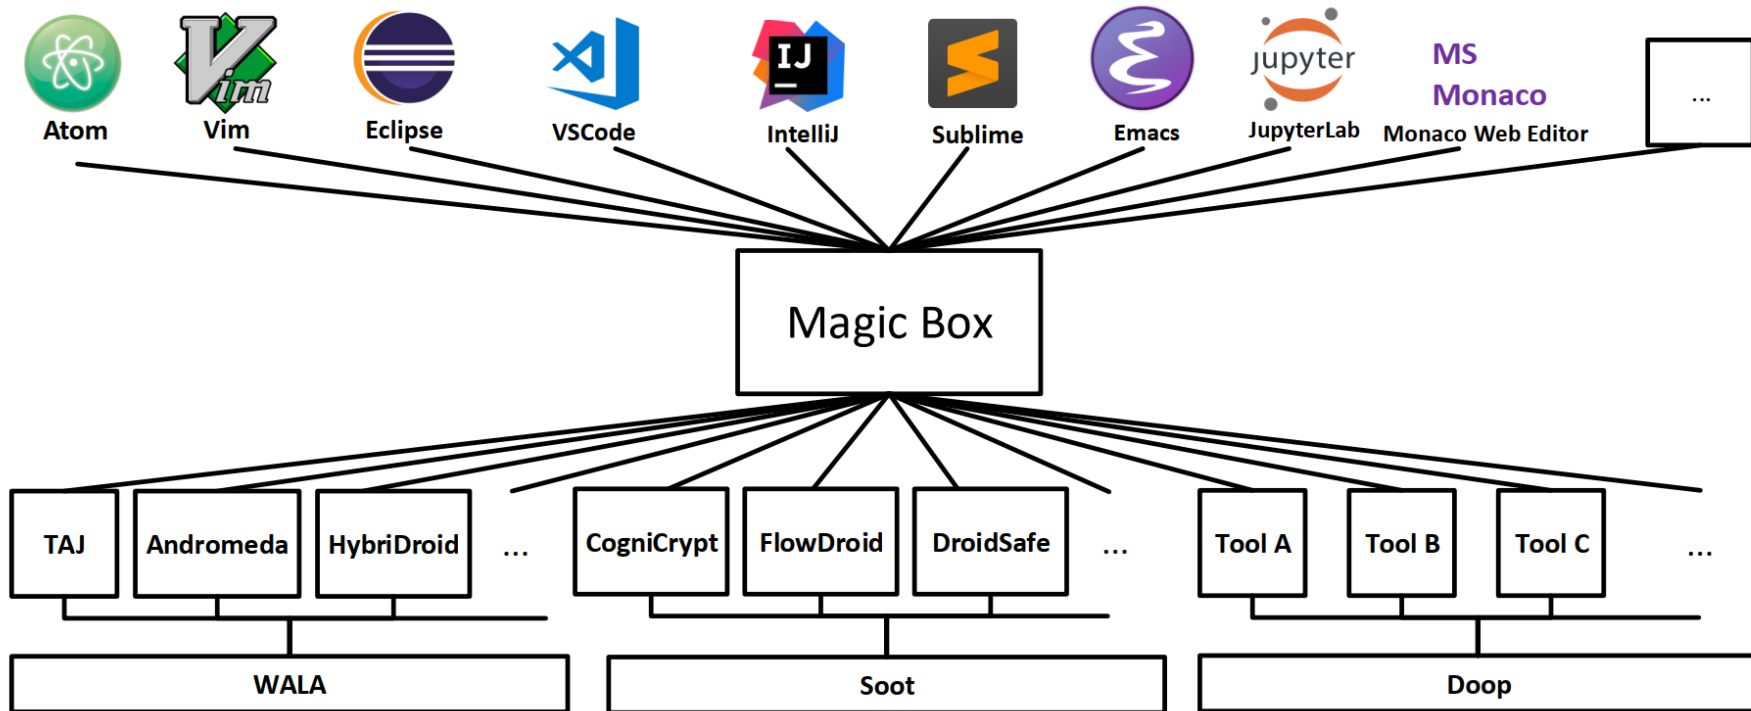 Vim
IJ
jupyter
MS
Monaco
...
Atom
Vim
Eclipse
VSCode
IntelliJ
Sublime
Emacs
JupyterLab
Monaco Web Editor
Magic Box
TAJ
Andromeda
HybriDroid
...
CogniCrypt
FlowDroid
DroidSafe
...
Tool A
Tool B
Tool C
...
WALA
Soot
Doop